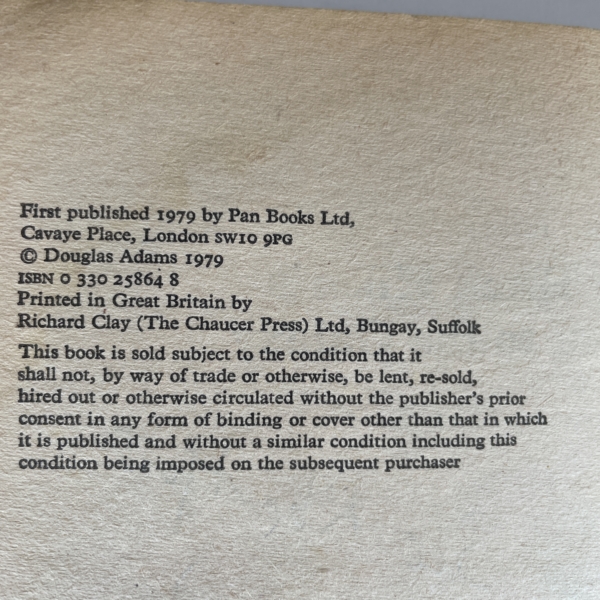 First published 1979 by Pan Books Ltd,
Cavaye Place, London SW10 9PG
© Douglas Adams 1979
ISBN 0 330 25864 8
Printed in Great Britain by
Richard Clay (The Chaucer Press) Ltd, Bungay, Suffolk
This book is sold subject to the condition that it
shall not, by way of trade or otherwise, be lent, re-sold,
hired out or otherwise circulated without the publisher's prior
consent in any form of binding or cover other than that in which
it is published and without a similar condition including this
condition being imposed on the subsequent purchaser